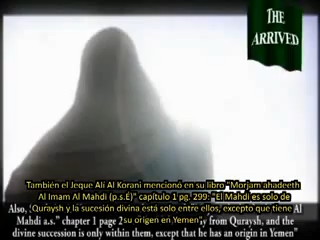 THE
ARRIVED
También el Jeque Ali Al Korani mencionó en su libro "Morjam ahadeeth
Al Imam Al Mahdi (p.s.E)" capítulo 1 pg. 299: "El Mahdi es solo de
Quraysh y la sucesión divina está solo entre ellos, excepto que tiene
su origen en Yemen".
Also, Al
Mahdi a.s." chapter 1 page from Quraysh, and the
divine succession is only within them, except that he has an origin in Yemen"